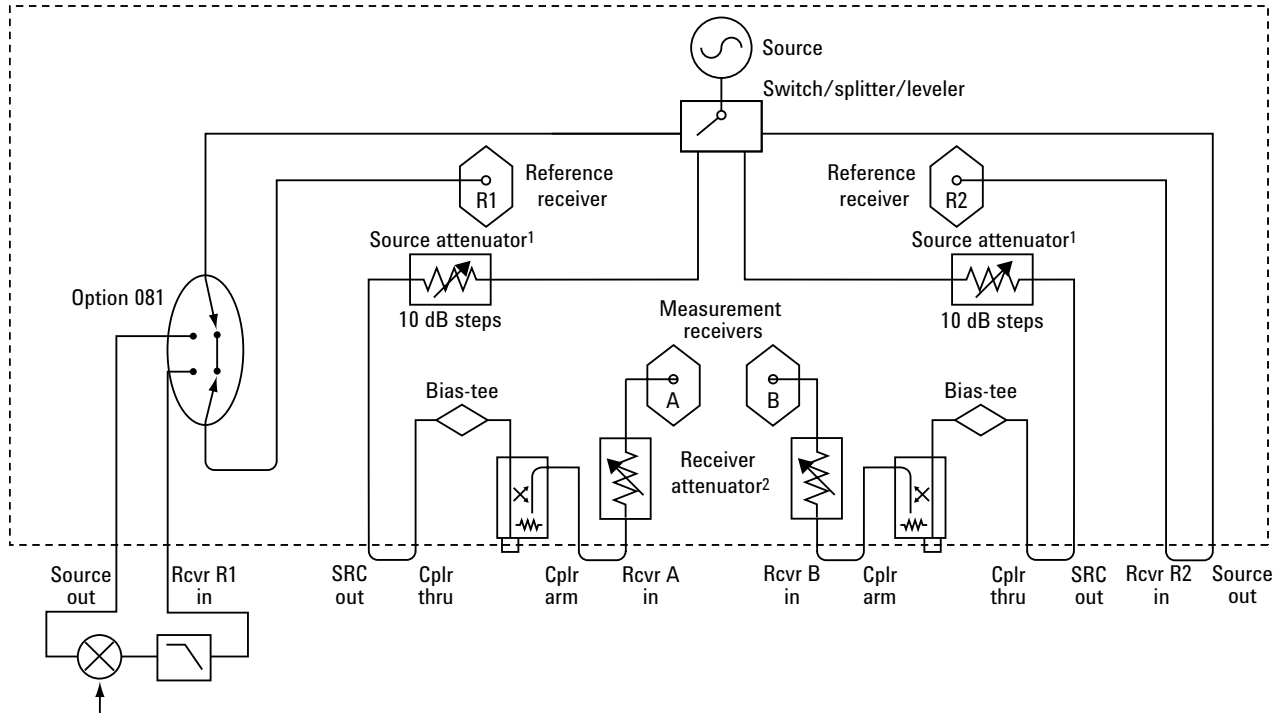 Source
Switch/splitter/leveler
R1
Reference
receiver
Reference
receiver
R2
Source attenuator1
10 dB steps
Source attenuator1
10 dB steps
Option 081
Measurement
receivers
A
B
Bias-tee
Bias-tee
Receiver
attenuator2
Source
out
Rcvr R1
in
SRC
out
Cplr
thru
Cplr
arm
Rcvr A
in
Rcvr B
in
Cplr
arm
Cplr
thru
SRC
out
Rcvr R2
in
Source
out